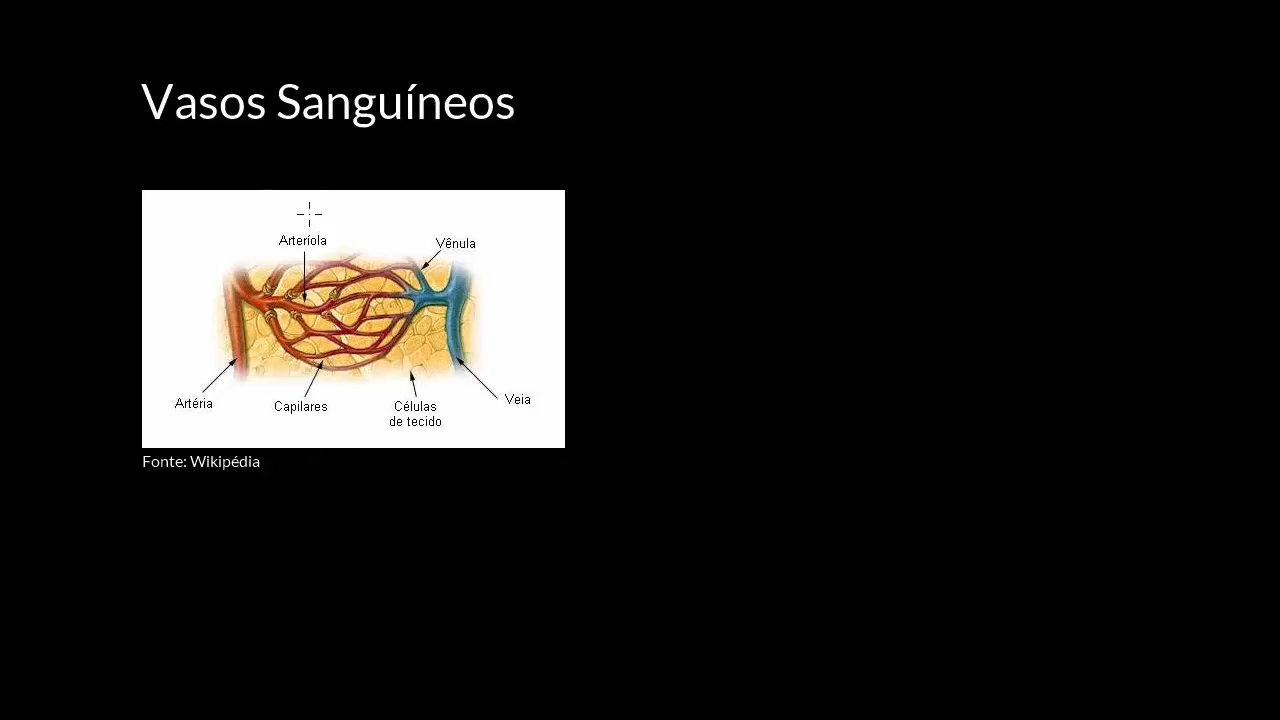 Vasos Sanguíneos
Arteríola
Vênula
Artéria
Capilares
Células
de tecido
Veia
Fonte: Wikipédia